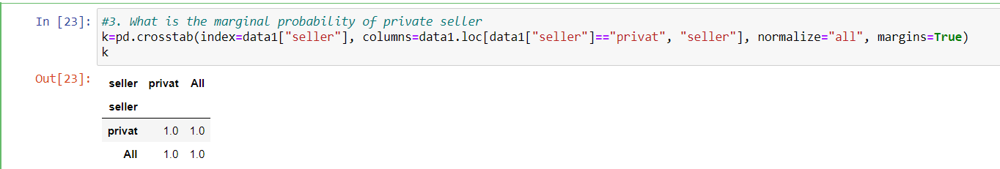 In [23]: #3. What is the marginal probability of private seller
k=pd.crosstab(index=data1["seller"], columns=data1.loc[data1["seller"]=="privat", "seller"], normalize="all", margins=True)
k
Out[23]:
seller privat All
seller
privat 1.0 1.0
All 1.0 1.0